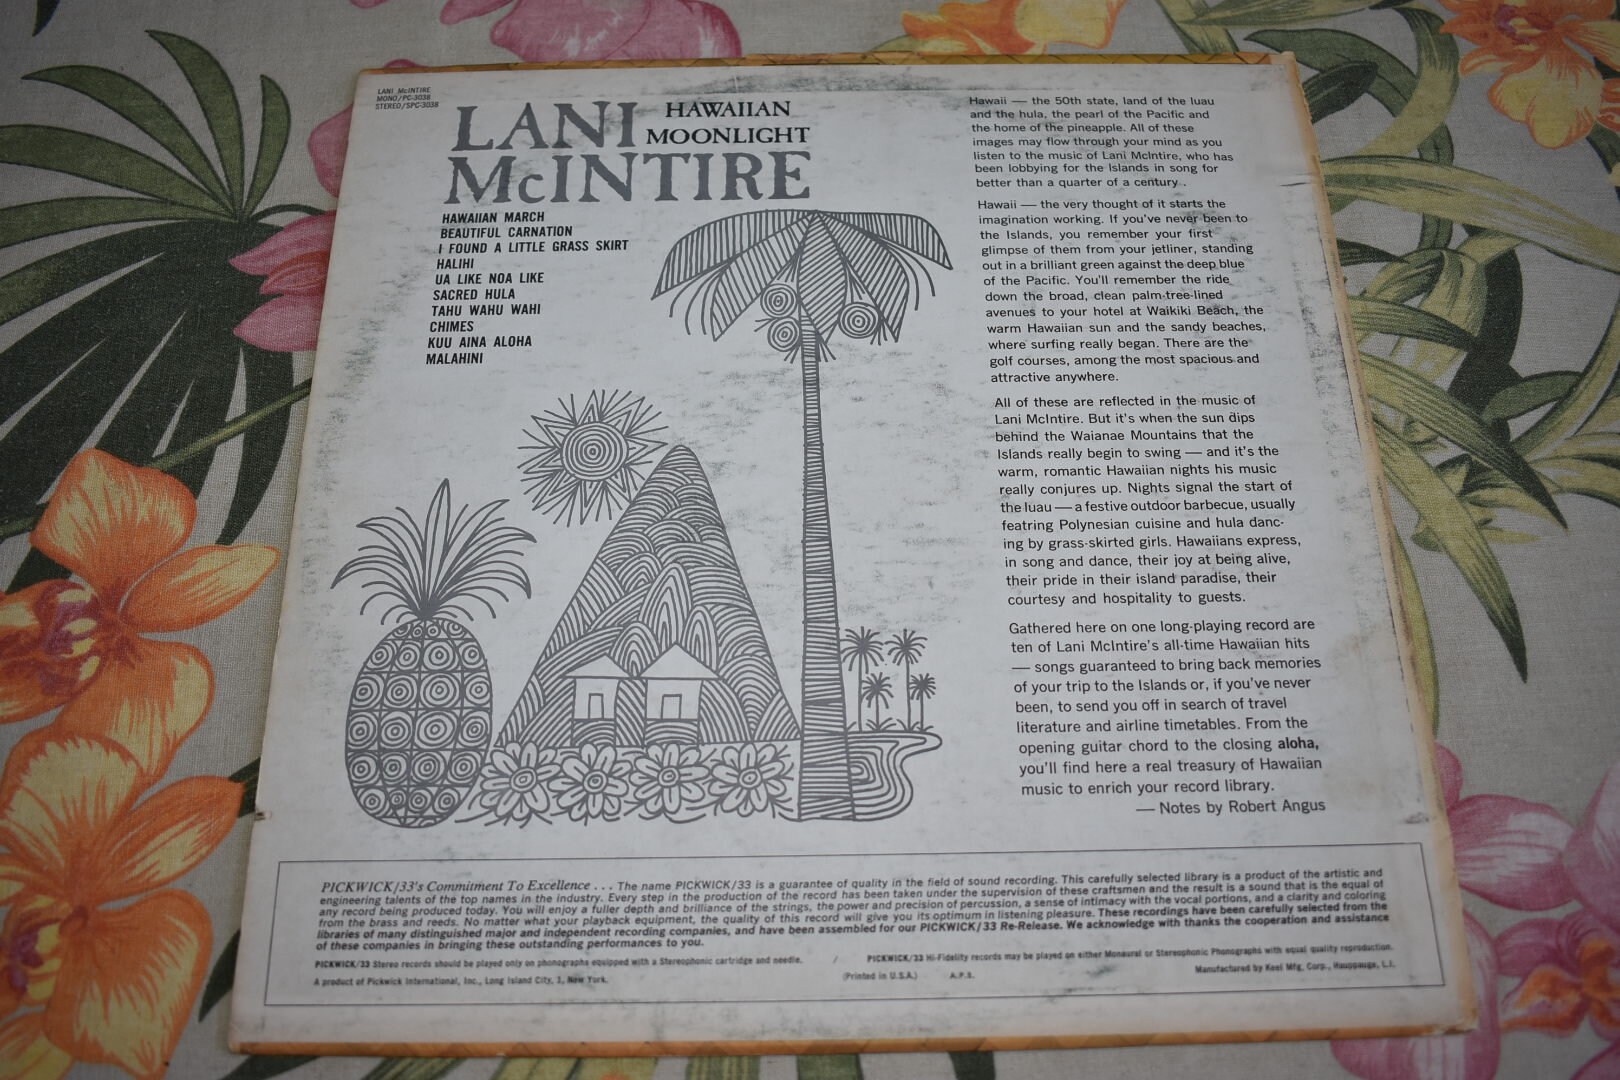 LANI McINTIRE
MONO/PC-3038
STEREO/SPC-3038
LANI
McINTIRE
HAWAIIAN
MOONLIGHT
HAWAIIAN MARCH
BEAUTIFUL CARNATION
I FOUND A LITTLE GRASS SKIRT
HALIHI
UA LIKE NOA LIKE
SACRED HULA
TAHU WAHU WAHI
CHIMES
KUU AINA ALOHA
MALAHINI
Hawaii — the 50th state, land of the luau
and the hula, the pearl of the Pacific and
the home of the pineapple. All of these
images may flow through your mind as you
listen to the music of Lani McIntire, who has
been lobbying for the Islands in song for
better than a quarter of a century.
Hawaii — the very thought of it starts the
imagination working. If you've never been to
the Islands, you remember your first
glimpse of them from your jetliner, standing
out in a brilliant green against the deep blue
of the Pacific. You'll remember the ride
down the broad, clean palm-tree-lined
avenues to your hotel at Waikiki Beach, the
warm Hawaiian sun and the sandy beaches,
where surfing really began. There are the
golf courses, among the most spacious and
attractive anywhere.
All of these are reflected in the music of
Lani McIntire. But it's when the sun dips
behind the Waianae Mountains that the
Islands really begin to swing — and it's the
warm, romantic Hawaiian nights his music
really conjures up. Nights signal the start of
the luau — a festive outdoor barbecue, usually
featring Polynesian cuisine and hula danc-
ing by grass-skirted girls. Hawaiians express,
in song and dance, their joy at being alive,
their pride in their island paradise, their
courtesy and hospitality to guests.
Gathered here on one long-playing record are
ten of Lani McIntire's all-time Hawaiian hits
— songs guaranteed to bring back memories
of your trip to the Islands or, if you've never
been, to send you off in search of travel
literature and airline timetables. From the
opening guitar chord to the closing aloha,
you'll find here a real treasury of Hawaiian
music to enrich your record library.
— Notes by Robert Angus
PICKWICK/33's Commitment To Excellence . . . The name PICKWICK/33 is a guarantee of quality in the field of sound recording. This carefully selected library is a product of the artistic and
engineering talents of the top names in the industry. Every step in the production of the record has been taken under the supervision of these craftsmen and the result is a sound that is the equal of
any record being produced today. You will enjoy a fuller depth and brilliance of the strings, the power and precision of percussion, a sense of intimacy with the vocal portions, and a clarity and coloring
from the brass and reeds. No matter what your playback equipment, the quality of this record will give you its optimum in listening pleasure. These recordings have been carefully selected from the
libraries of many distinguished major and independent recording companies, and have been assembled for our PICKWICK/33 Re-Release. We acknowledge with thanks the cooperation and assistance
of these companies in bringing these outstanding performances to you.
PICKWICK/33 Stereo records should be played only on phonographs equipped with a Stereophonic cartridge and needle. / PICKWICK/33 Hi-Fidelity records may be played on either Monaural or Stereophonic Phonographs with equal quality reproduction.
A product of Pickwick International, Inc., Long Island City, 1, New York. (Printed in U.S.A.) A.P.S. Manufactured by Keel Mfg. Corp., Hauppauge, L.I.